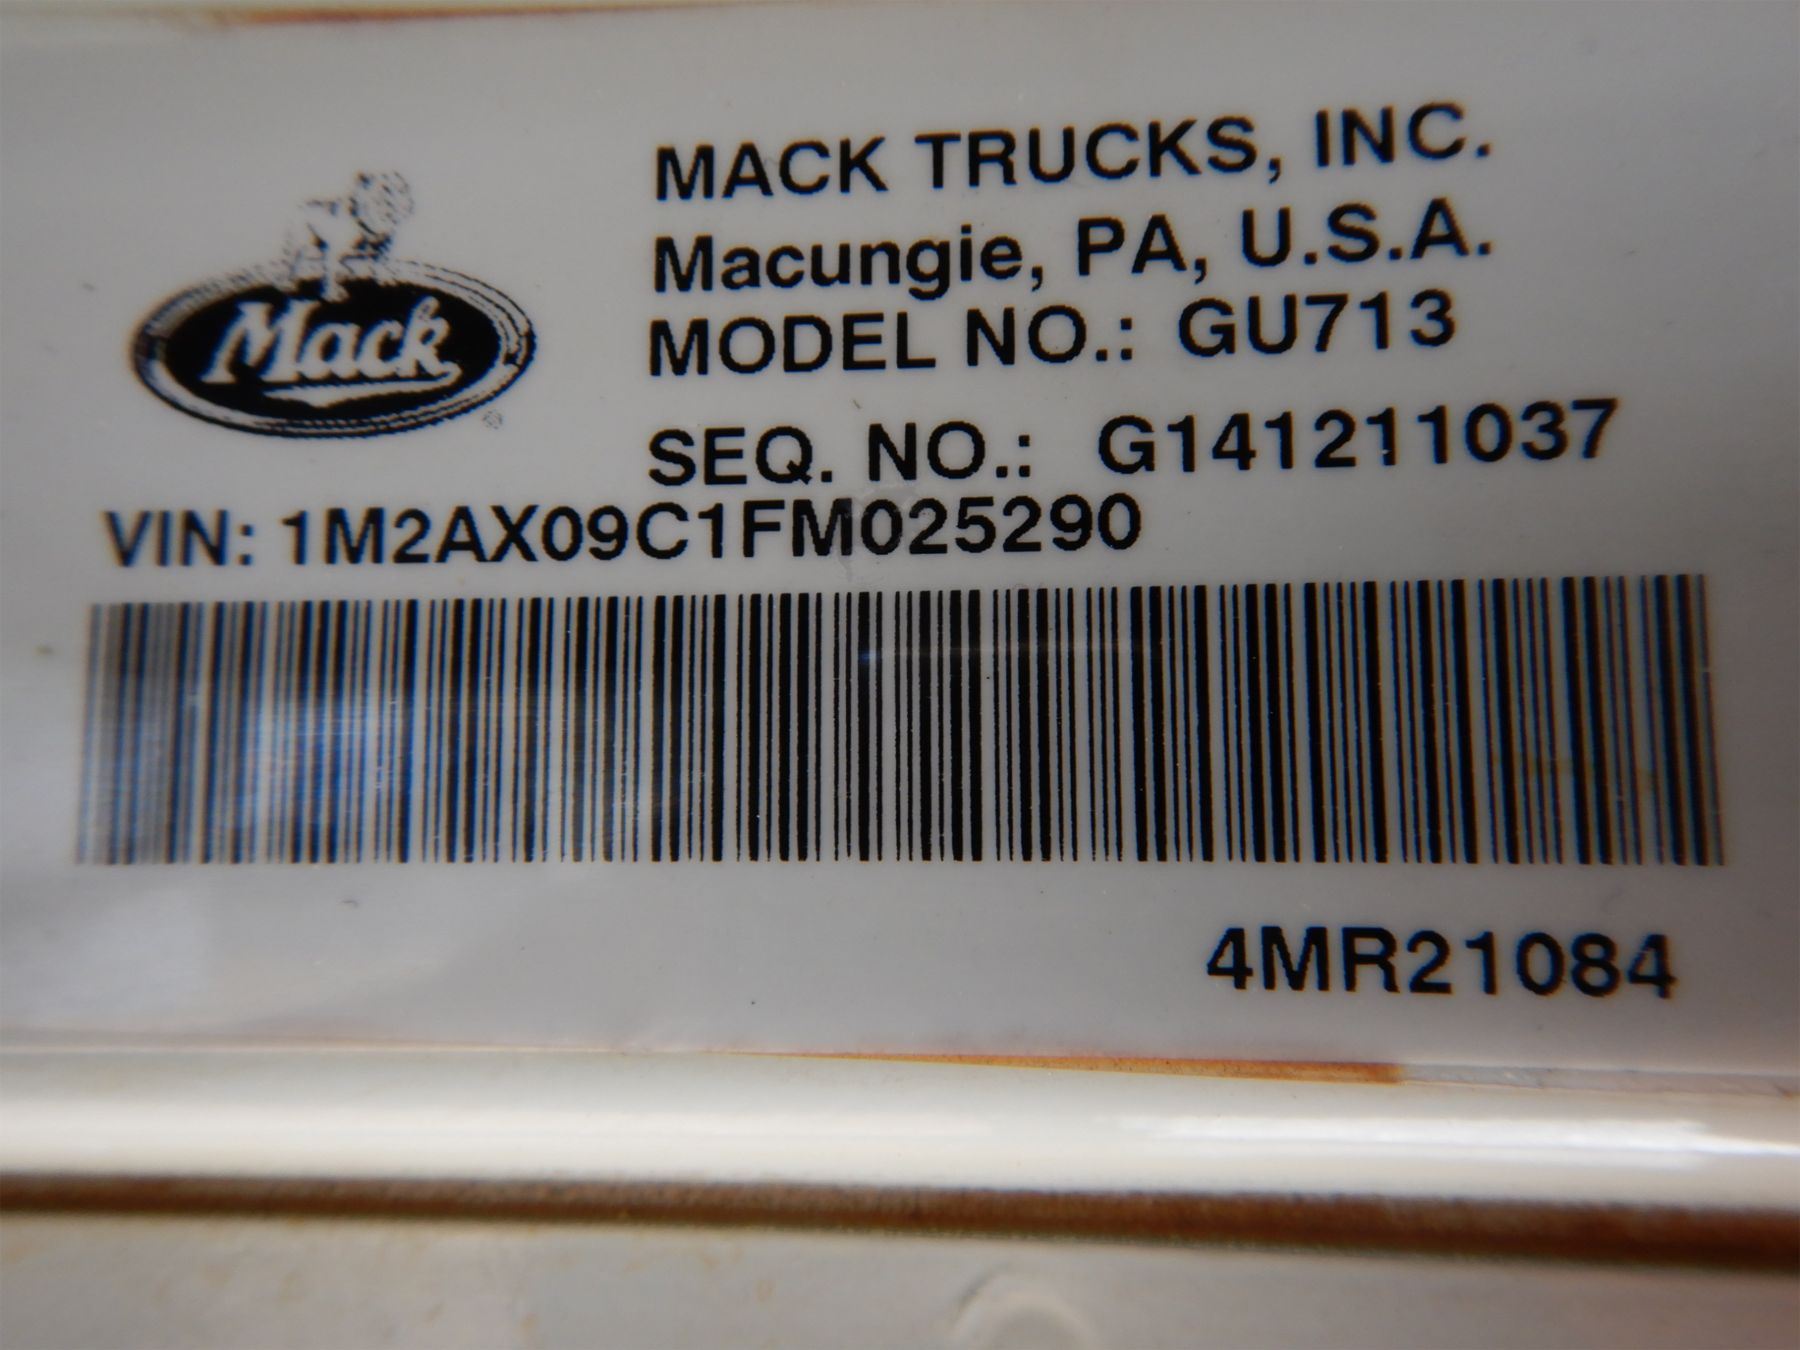 MACK TRUCKS, INC.
Macungie, PA, U.S.A.
MODEL NO.: GU713
Mack
SEQ. NO.: G141211037
VIN: 1M2AX09C1FM025290
4MR21084